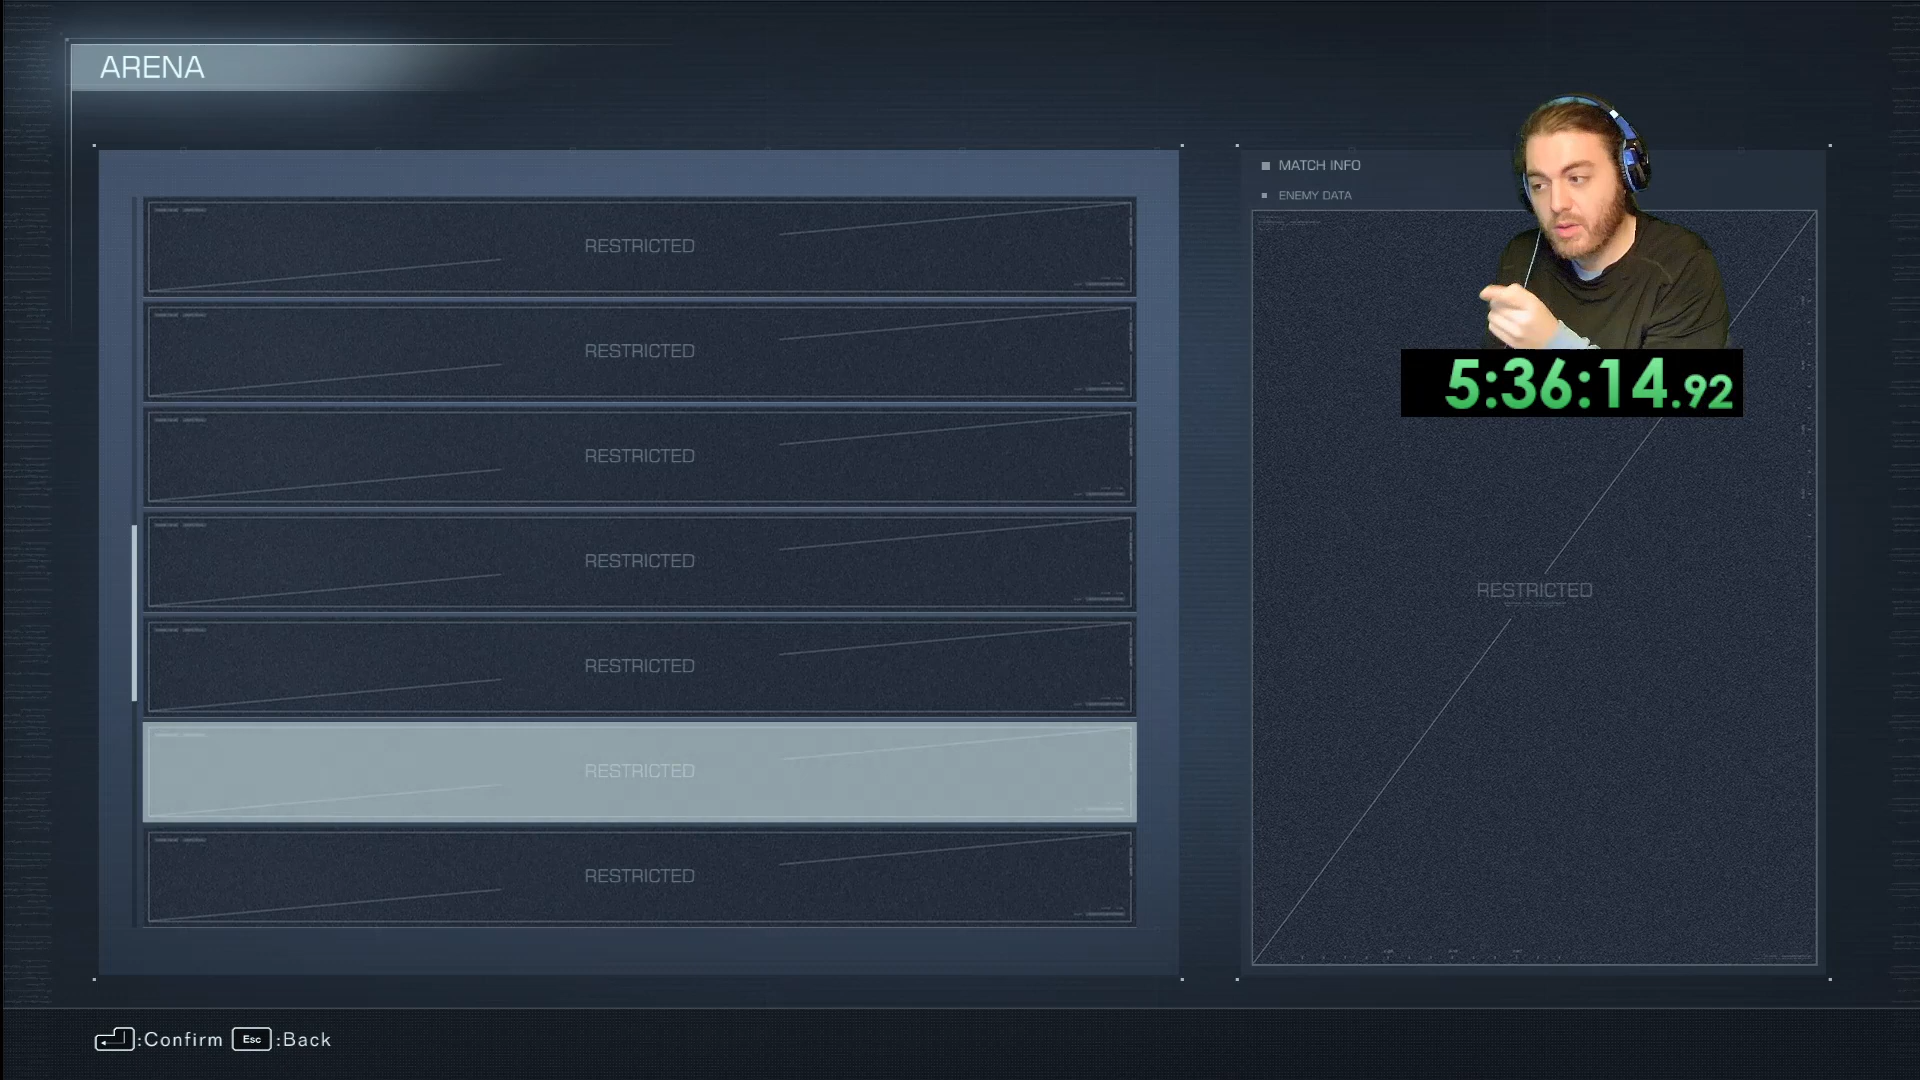 ARENA
MATCH INFO
ENEMY DATA
RESTRICTED
RESTRICTED
RESTRICTED
RESTRICTED
RESTRICTED
RESTRICTED
RESTRICTED
5:36:14.92
RESTRICTED
:Confirm Esc :Back